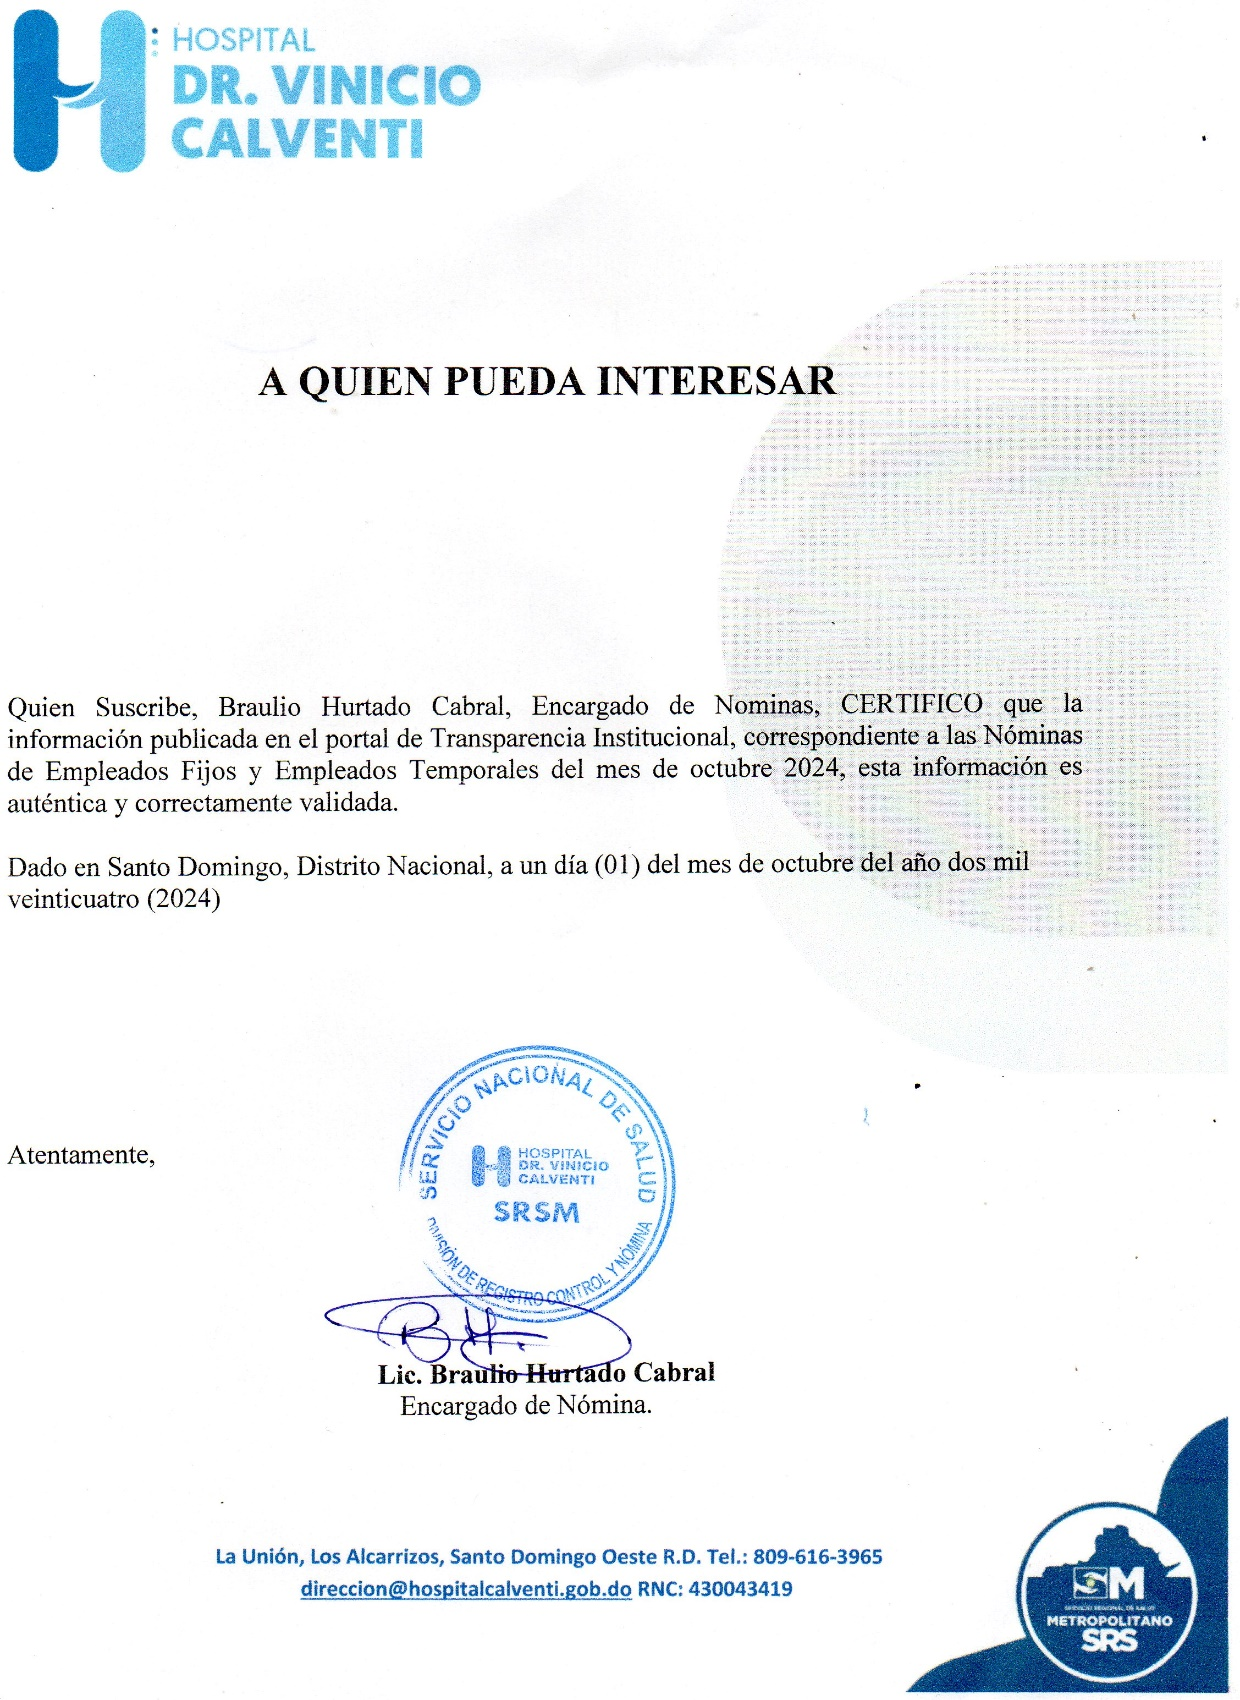 HOSPITAL
DR. VINICIO
CALVENTI
A QUIEN PUEDA INTERESAR
Quien Suscribe, Braulio Hurtado Cabral, Encargado de Nominas, CERTIFICO que la
información publicada en el portal de Transparencia Institucional, correspondiente a las Nóminas
de Empleados Fijos y Empleados Temporales del mes de octubre 2024, esta información es
auténtica y correctamente validada.
Dado en Santo Domingo, Distrito Nacional, a un día (01) del mes de octubre del año dos mil
veinticuatro (2024)
Atentamente,
SERVICIO NACIONAL DE SALUD
HOSPITAL
DR. VINICIO
CALVENTI
SRSM
DIVISIÓN DE REGISTRO CONTROL Y NÓMINA
Lic. Braulio Hurtado Cabral
Encargado de Nómina.
La Unión, Los Alcarrizos, Santo Domingo Oeste R.D. Tel.: 809-616-3965
direccion@hospitalcalventi.gob.do RNC: 430043419
SM
SERVICIO REGIONAL DE SALUD
METROPOLITANO
SRS